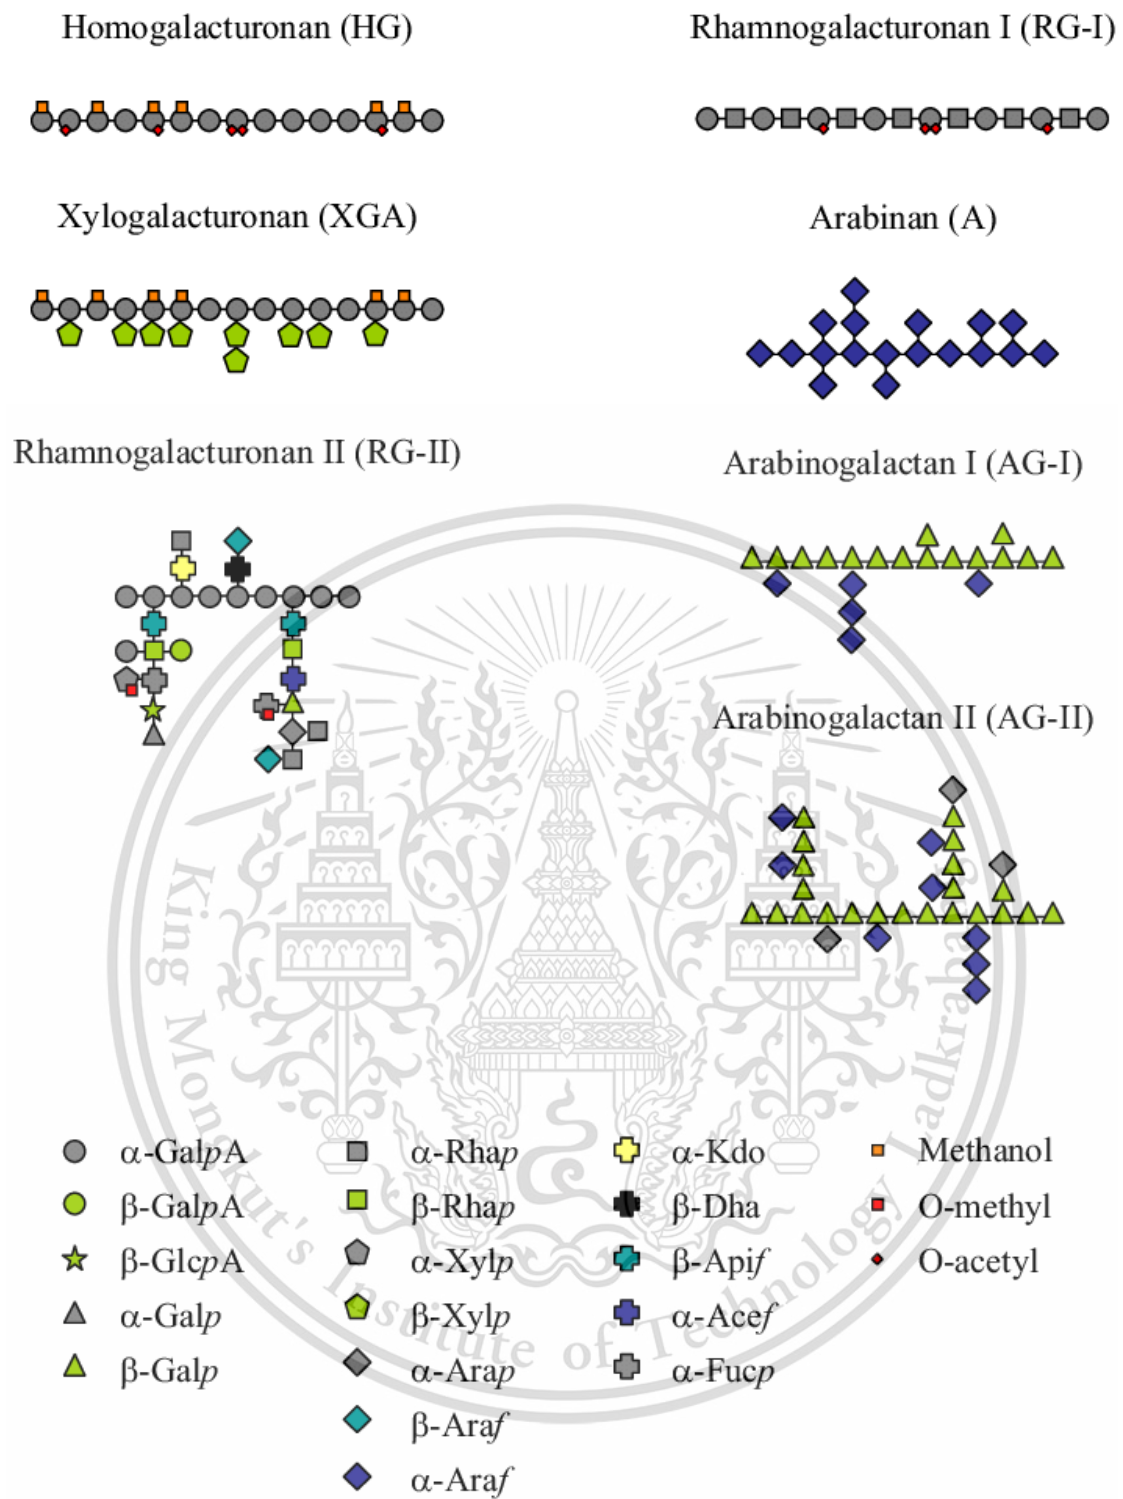 Homogalacturonan (HG)
Rhamnogalacturonan I (RG-I)
Xylogalacturonan (XGA)
Arabinan (A)
Rhamnogalacturonan II (RG-II)
Arabinogalactan I (AG-I)
Arabinogalactan II (AG-II)
α-GalpA
β-GalpA
β-GlcpA
α-Galp
β-Galp
α-Rhap
β-Rhap
α-Xylp
β-Xylp
α-Arap
β-Araf
α-Araf
α-Kdo
β-Dha
β-Apif
α-Acef
α-Fucp
Methanol
O-methyl
O-acetyl
King Mongkut's Institute of Technology Ladkrabang